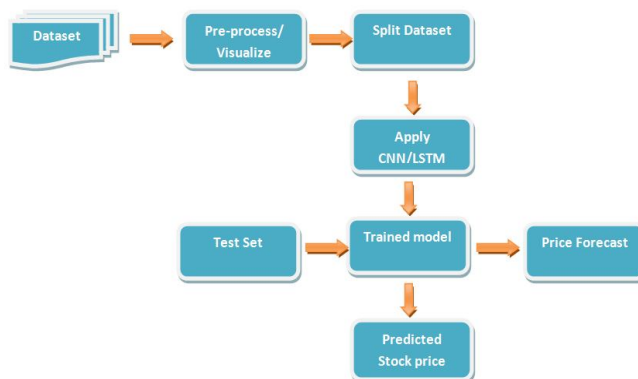 Dataset
Pre-process/
Visualize
Split Dataset
Apply
CNN/LSTM
Test Set
Trained model
Price Forecast
Predicted
Stock price